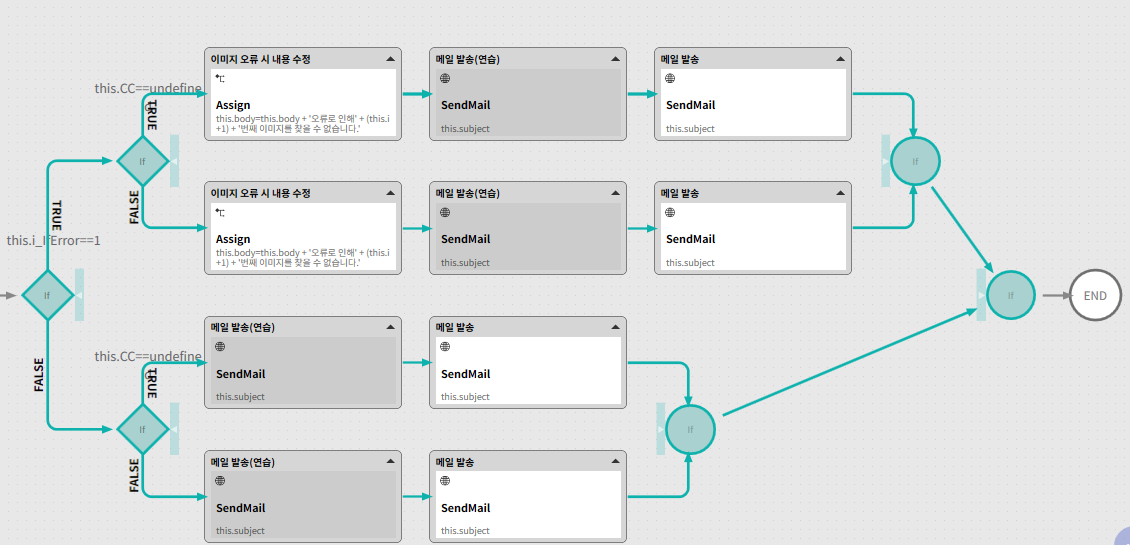 이미지 오류 시 내용 수정
Assign
this.body=this.body + '오류로 인해' + (this.i
+1) + '번째 이미지를 찾을 수 없습니다.'
메일 발송(연습)
SendMail
this.subject
메일 발송
SendMail
this.subject
this.CC==undefine
d
TRUE
If
FALSE
If
이미지 오류 시 내용 수정
Assign
this.body=this.body + '오류로 인해' + (this.i
+1) + '번째 이미지를 찾을 수 없습니다.'
메일 발송(연습)
SendMail
this.subject
메일 발송
SendMail
this.subject
TRUE
this.i_IfError==1
If
FALSE
If
END
메일 발송(연습)
SendMail
this.subject
메일 발송
SendMail
this.subject
this.CC==undefine
d
TRUE
If
FALSE
If
메일 발송(연습)
SendMail
this.subject
메일 발송
SendMail
this.subject